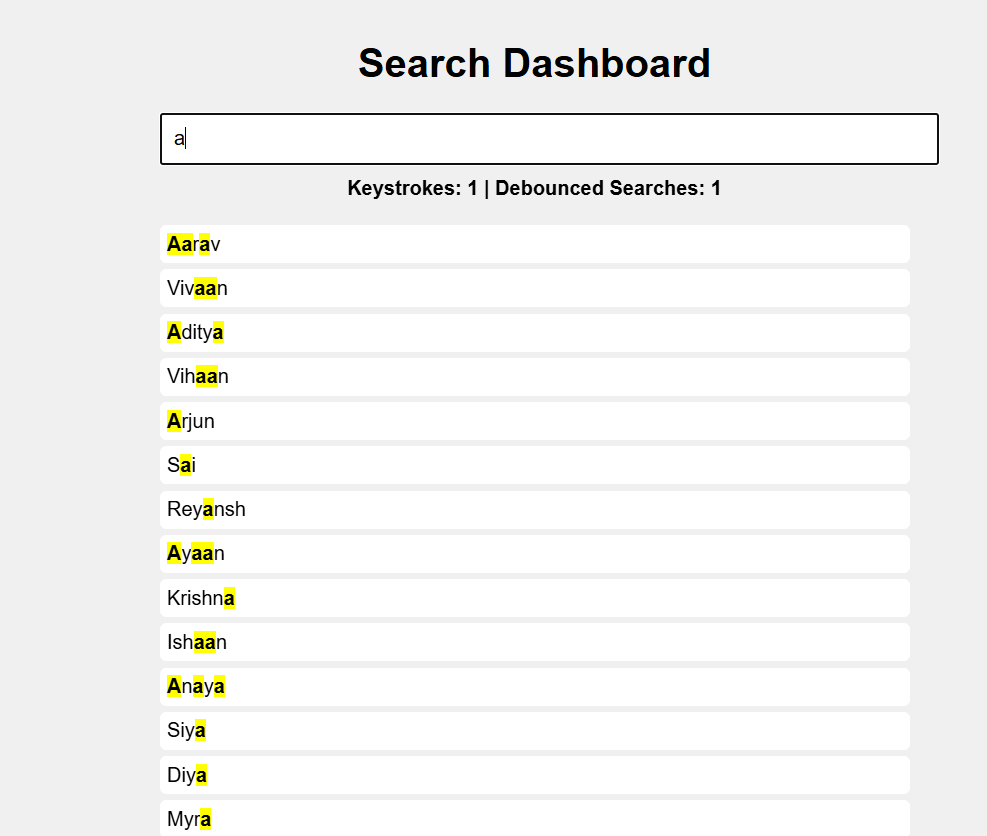 Search Dashboard
a
Keystrokes: 1 | Debounced Searches: 1
Aarav
Vivaan
Aditya
Vihaan
Arjun
Sai
Reyansh
Ayaan
Krishna
Ishaan
Anaya
Siya
Diya
Myra